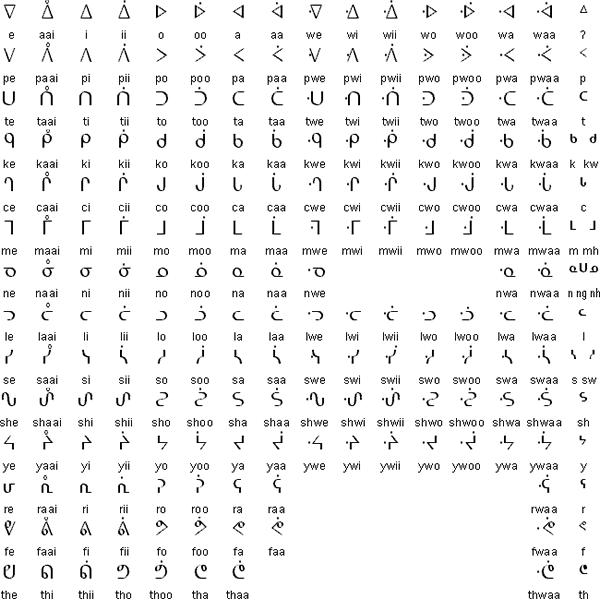 ᐁ ᐂ ᐃ ᐄ ᐅ ᐆ ᐊ ᐋ ᐌ ᐎ ᐐ ᐒ ᐔ ᐗ ᐙ ᐞ
e aai i ii o oo a aa we wi wii wo woo wa waa ?
ᐯ ᐰ ᐱ ᐲ ᐳ ᐴ ᐸ ᐹ ᐺ ᐼ ᐾ ᑀ ᑂ ᑄ ᑆ ᑉ
pe paai pi pii po poo pa paa pwe pwi pwii pwo pwoo pwa pwaa p
ᑌ ᑍ ᑎ ᑏ ᑐ ᑑ ᑕ ᑖ ᑗ ᑙ ᑛ ᑝ ᑟ ᑡ ᑣ ᑦ
te taai ti tii to too ta taa twe twi twii two twoo twa twaa t
ᑫ ᑬ ᑭ ᑮ ᑯ ᑰ ᑲ ᑳ ᑴ ᑶ ᑸ ᑺ ᑼ ᑾ ᒀ ᒃ ᒄ
ke kaai ki kii ko koo ka kaa kwe kwi kwii kwo kwoo kwa kwaa k kw
ᒉ ᒊ ᒋ ᒌ ᒍ ᒎ ᒐ ᒑ ᒒ ᒔ ᒖ ᒘ ᒚ ᒜ ᒞ ᒡ
ce caai ci cii co coo ca caa cwe cwi cwii cwo cwoo cwa cwaa c
ᒣ ᒤ ᒥ ᒦ ᒧ ᒨ ᒪ ᒫ ᒬ ᒮ ᒰ ᒲ ᒴ ᒶ ᒸ ᒻ ᒽ
me maai mi mii mo moo ma maa mwe mwi mwii mwo mwoo mwa mwaa m mh
ᓀ ᓁ ᓂ ᓃ ᓄ ᓅ ᓇ ᓈ ᓉ ᓋ ᓍ ᓐ ᓑ ᓒ
ne naai ni nii no noo na naa nwe nwa nwaa n ng nh
ᓓ ᓔ ᓕ ᓖ ᓗ ᓘ ᓚ ᓛ ᓜ ᓞ ᓠ ᓢ ᓤ ᓦ ᓨ ᓪ
le laai li lii lo loo la laa lwe lwi lwii lwo lwoo lwa lwaa l
ᓭ ᓮ ᓯ ᓰ ᓱ ᓲ ᓴ ᓵ ᓶ ᓸ ᓺ ᓼ ᓾ ᔀ ᔂ ᔅ ᔉ
se saai si sii so soo sa saa swe swi swii swo swoo swa swaa s sw
ᔐ ᔑ ᔒ ᔓ ᔔ ᔕ ᔖ ᔗ ᔙ ᔛ ᔝ ᔟ ᔡ ᔣ ᔥ
she shaai shi shii sho shoo sha shaa shwe shwi shwii shwo shwoo shwa shwaa sh
ᔦ ᔧ ᔨ ᔩ ᔪ ᔫ ᔭ ᔮ ᔯ ᔱ ᔳ ᔵ ᔷ ᔹ ᔻ ᔾ
ye yaai yi yii yo yoo ya yaa ywe ywi ywii ywo ywoo ywa ywaa y
ᕂ ᕃ ᕆ ᕇ ᕈ ᕉ ᕋ ᕌ ᕎ ᕐ
re raai ri rii ro roo ra raa rwaa r
ᕓ ᕔ ᕕ ᕖ ᕗ ᕘ ᕙ ᕚ ᕛ ᕝ
fe faai fi fii fo foo fa faa fwaa f
ᕞ ᕠ ᕡ ᕢ ᕣ ᕤ ᕥ ᕦ ᕪ
the thi thii tho tha thaa thwaa th